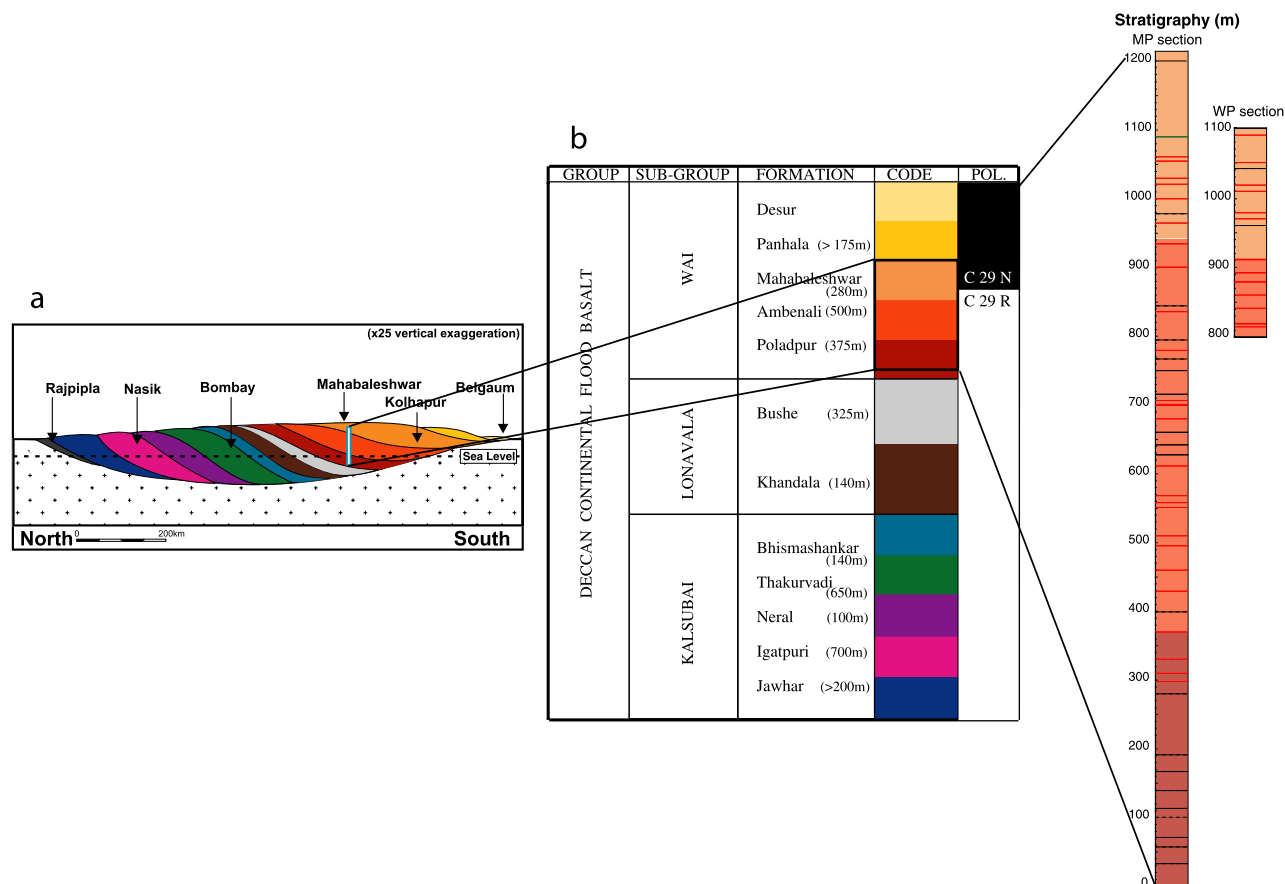 a
(x25 vertical exaggeration)
Rajpipla
Nasik
Bombay
Mahabaleshwar
Kolhapur
Belgaum
Sea Level
North
0
200km
South
b
GROUP SUB-GROUP FORMATION CODE POL.
DECCAN CONTINENTAL FLOOD BASALT
WAI
Desur
Panhala (> 175m)
Mahabaleshwar
(280m)
Ambenali (500m)
Poladpur (375m)
C 29 N
C 29 R
LONAVALA
Bushe (325m)
Khandala (140m)
KALSUBAI
Bhismashankar
(140m)
Thakurvadi
(650m)
Neral (100m)
Igatpuri (700m)
Jawhar (>200m)
Stratigraphy (m)
MP section
1200
1100
1000
900
800
700
600
500
400
300
200
100
0
WP section
1100
1000
900
800